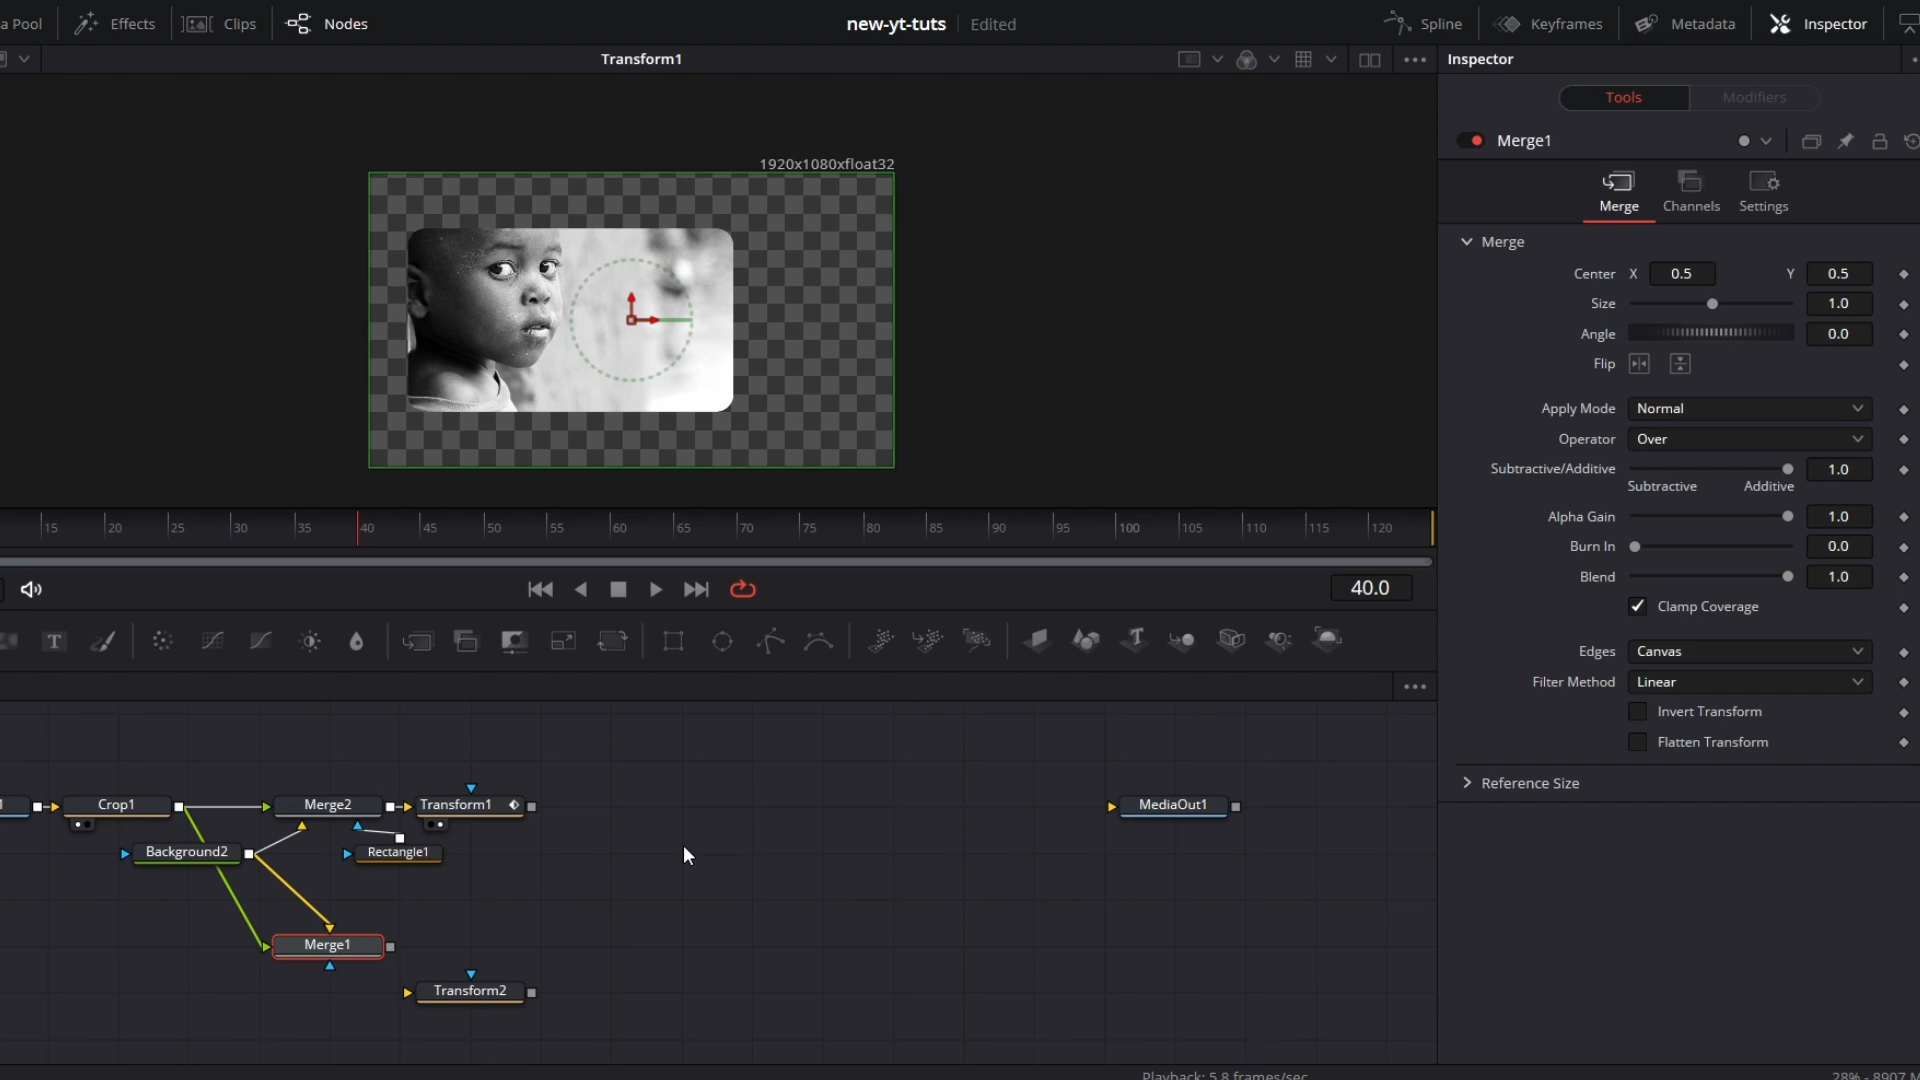 a Pool
Effects
Clips
Nodes
new-yt-tuts
Edited
Spline
Keyframes
Metadata
Inspector
Transform1
Inspector
Tools
Modifiers
Merge1
Merge
Channels
Settings
1920x1080xfloat32
Merge
Center X 0.5 Y 0.5
Size 1.0
Angle 0.0
Flip
Apply Mode Normal
Operator Over
Subtractive/Additive 1.0
Subtractive Additive
Alpha Gain 1.0
Burn In 0.0
Blend 1.0
Clamp Coverage
Edges Canvas
Filter Method Linear
Invert Transform
Flatten Transform
Reference Size
15 20 25 30 35 40 45 50 55 60 65 70 75 80 85 90 95 100 105 110 115 120
40.0
T
1
Crop1
Merge2
Transform1
MediaOut1
Background2
Rectangle1
Merge1
Transform2
Playback: 5.8 frames/sec
28% - 8907 M